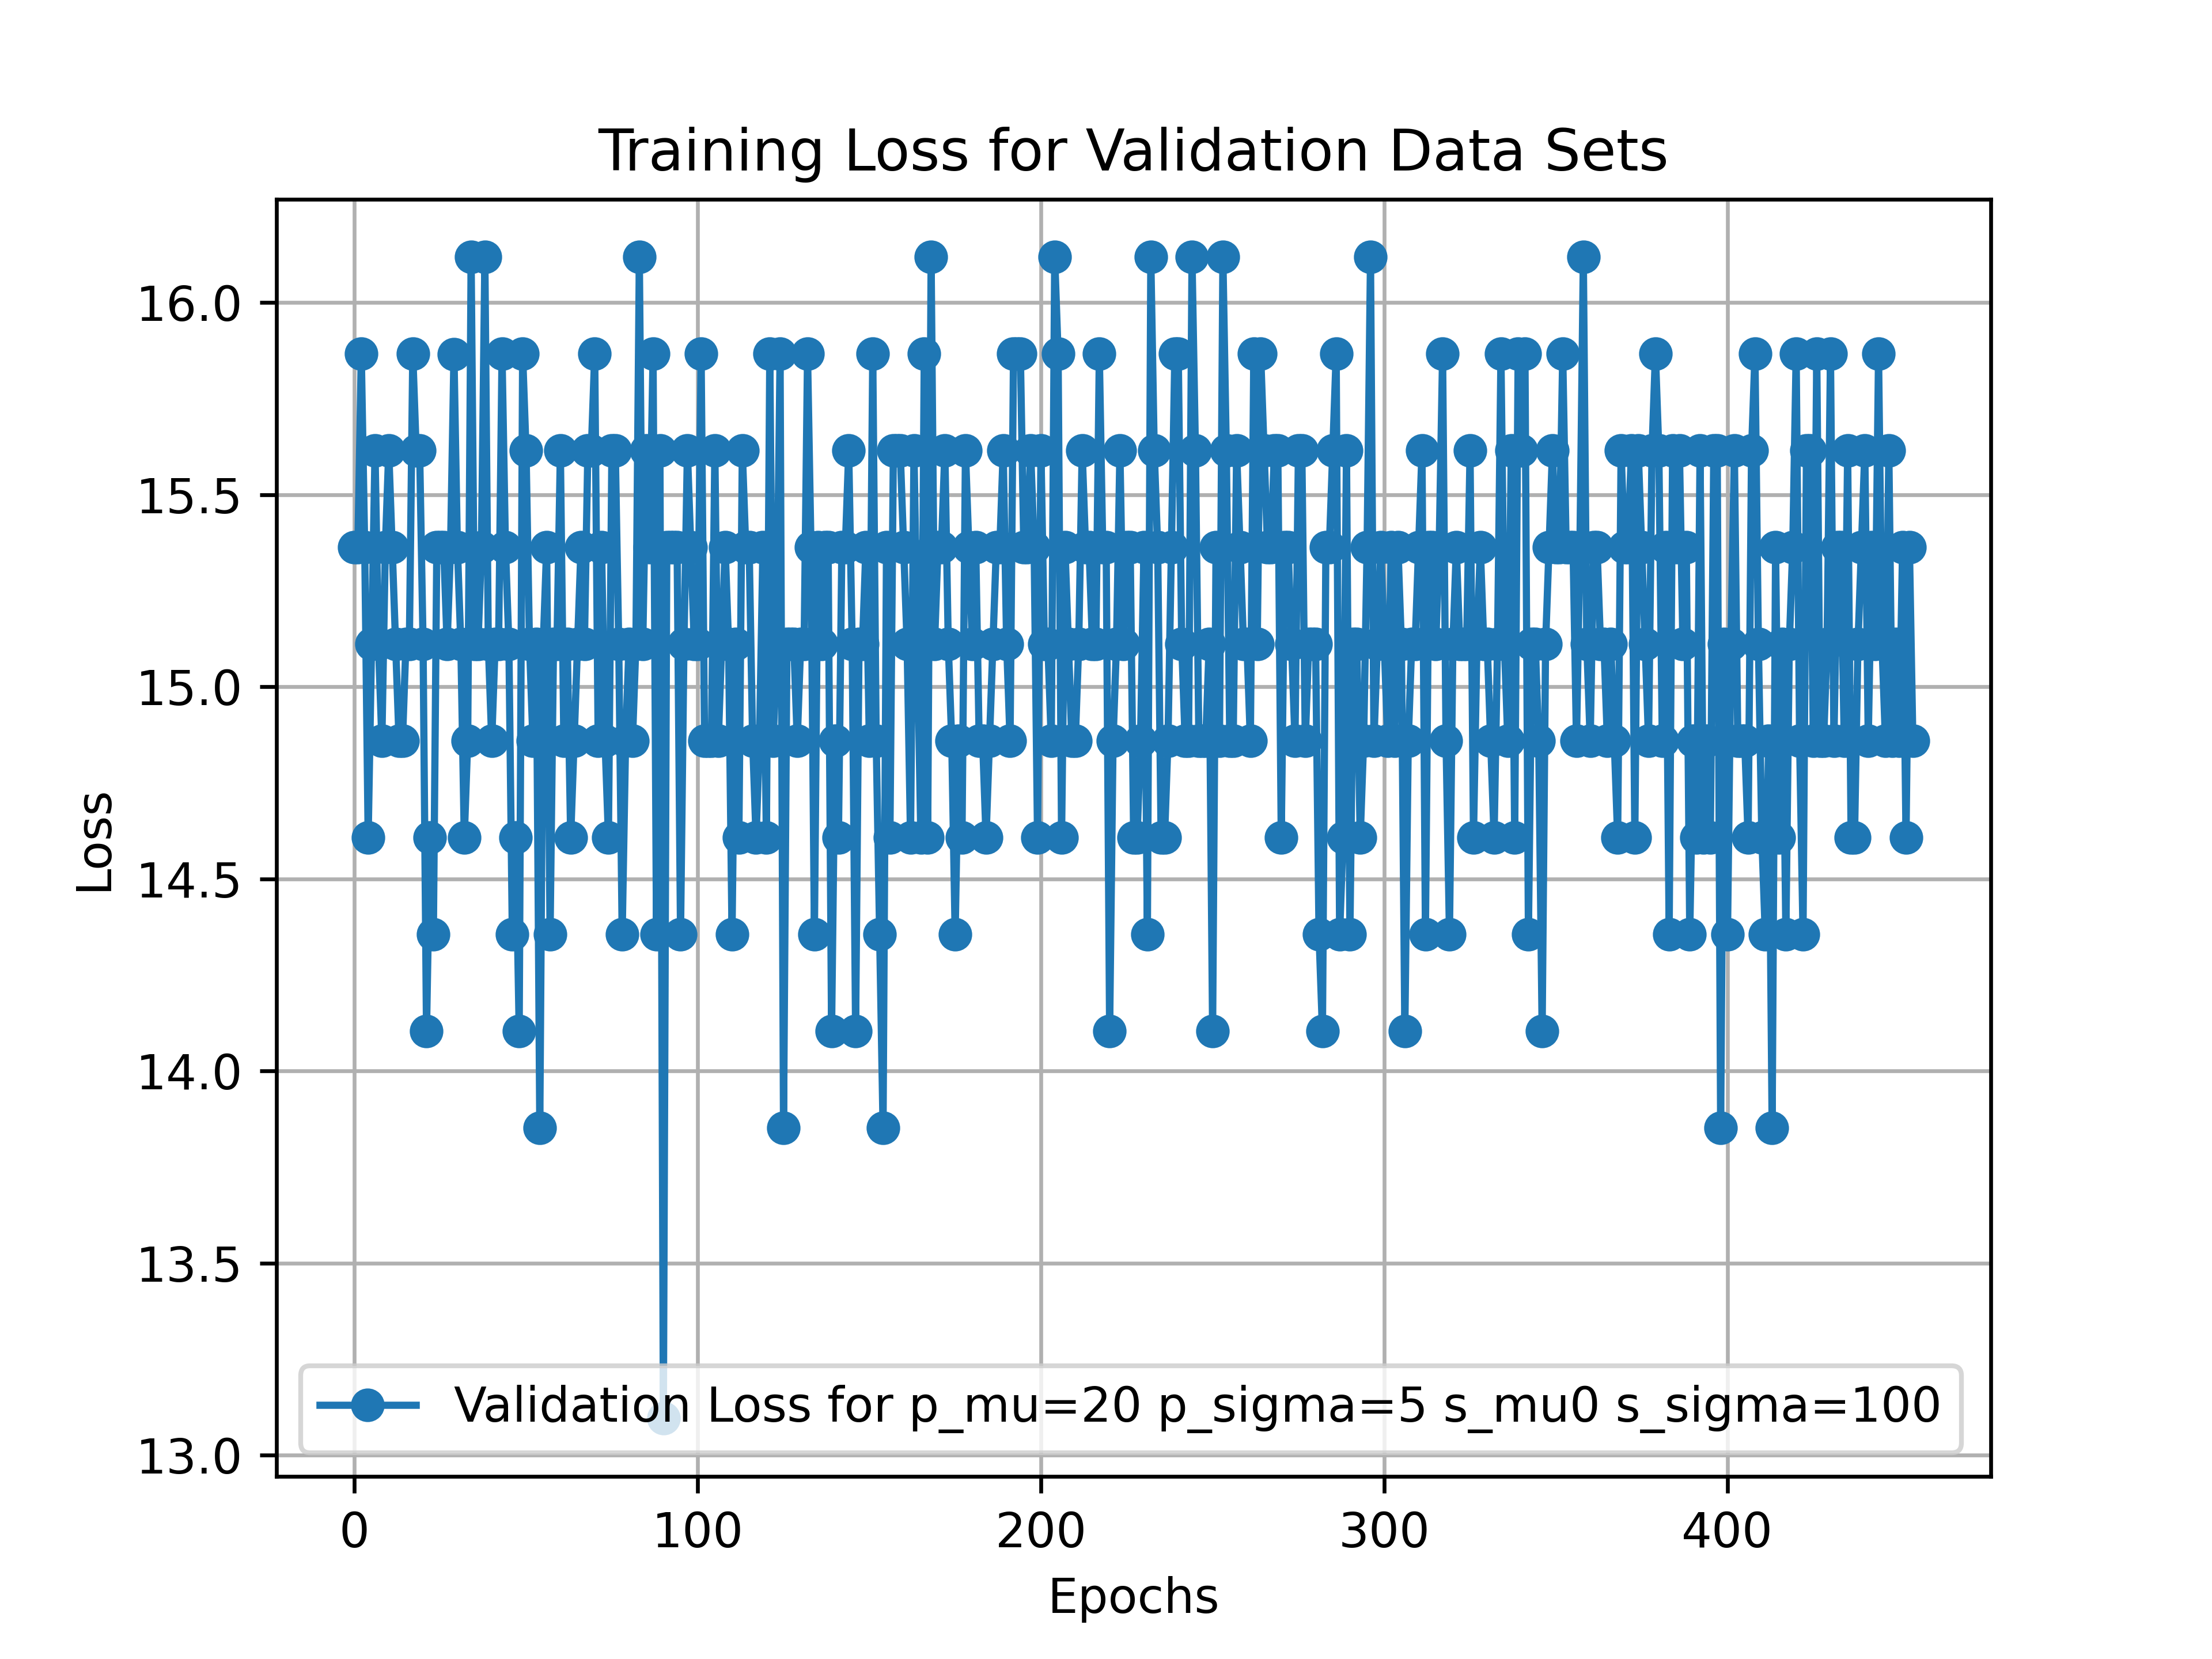 Training Loss for Validation Data Sets
16.0
15.5
15.0
14.5
14.0
13.5
13.0
Loss
Validation Loss for p_mu=20 p_sigma=5 s_mu0 s_sigma=100
0 100 200 300 400
Epochs